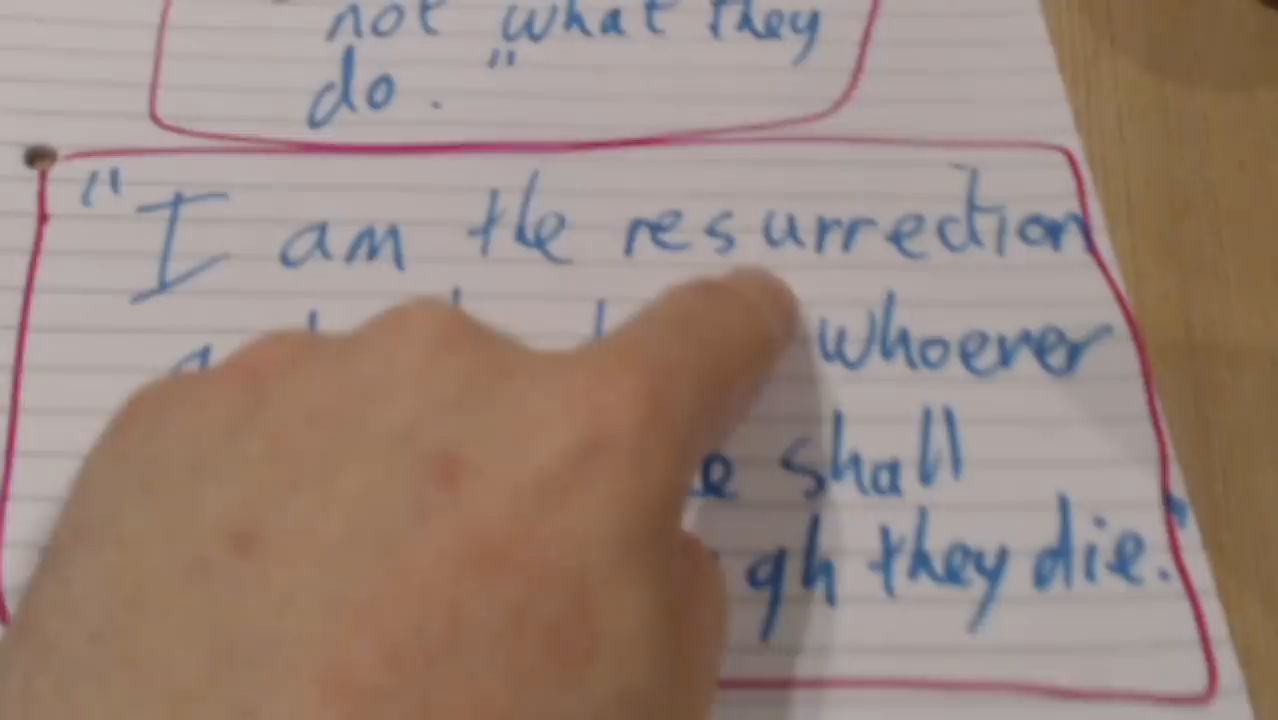 not what they
do."
"I am the resurrection
whoever
shall
they die."